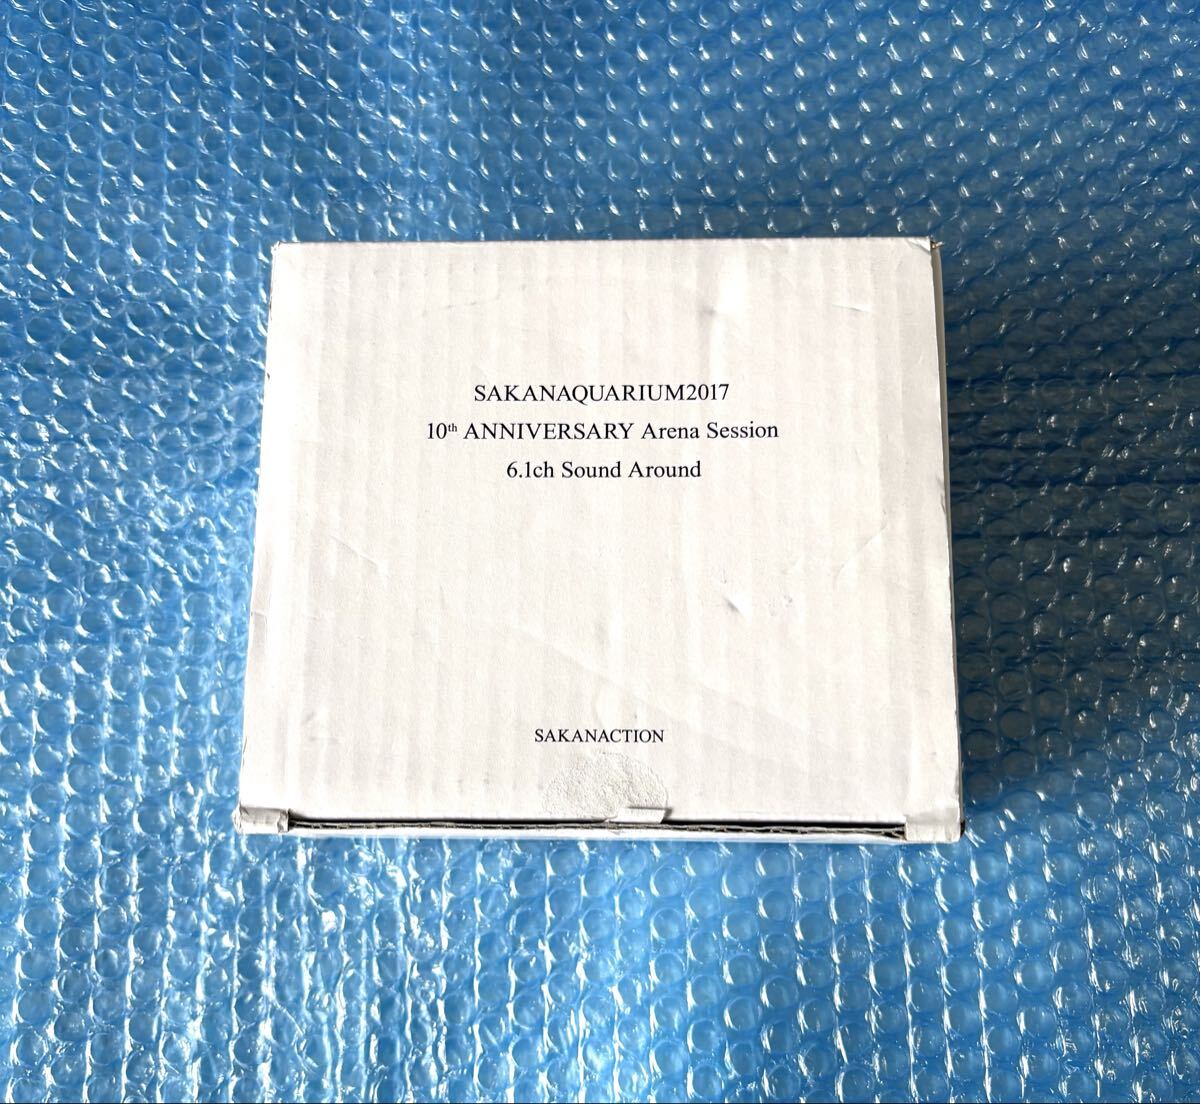 SAKANAQUARIUM2017
10th ANNIVERSARY Arena Session
6.1ch Sound Around
SAKANACTION